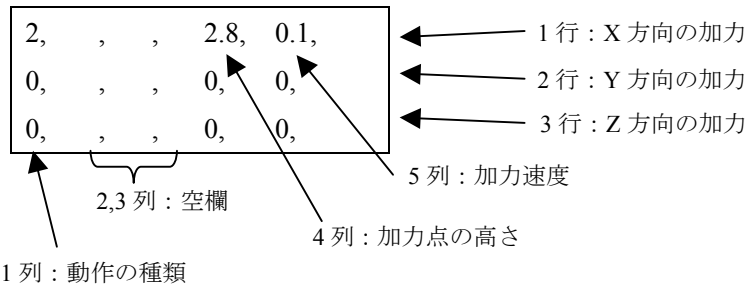 2, , , 2.8, 0.1,
0, , , 0, 0,
0, , , 0, 0,
1 行：X 方向の加力
2 行：Y 方向の加力
3 行：Z 方向の加力
5 列：加力速度
2,3 列：空欄
4 列：加力点の高さ
1 列：動作の種類